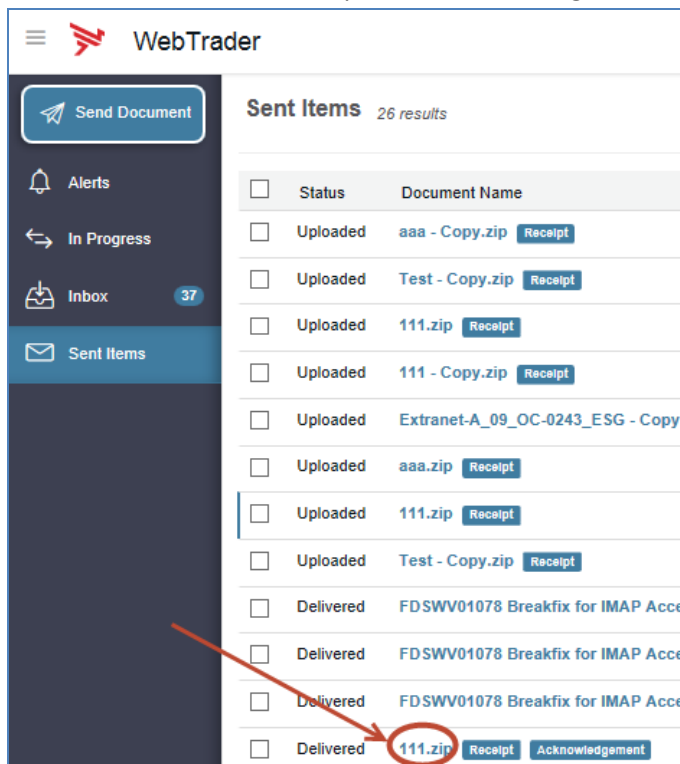 WebTrader
Send Document
Alerts
In Progress
Inbox 37
Sent Items
Sent Items 26 results
Status Document Name
Uploaded aaa - Copy.zip Receipt
Uploaded Test - Copy.zip Receipt
Uploaded 111.zip Receipt
Uploaded 111 - Copy.zip Receipt
Uploaded Extranet-A_09_OC-0243_ESG - Copy
Uploaded aaa.zip Receipt
Uploaded 111.zip Receipt
Uploaded Test - Copy.zip Receipt
Delivered FDSWV01078 Breakfix for IMAP Acce
Delivered FDSWV01078 Breakfix for IMAP Acce
Delivered FDSWV01078 Breakfix for IMAP Acce
Delivered 111.zip Receipt Acknowledgement